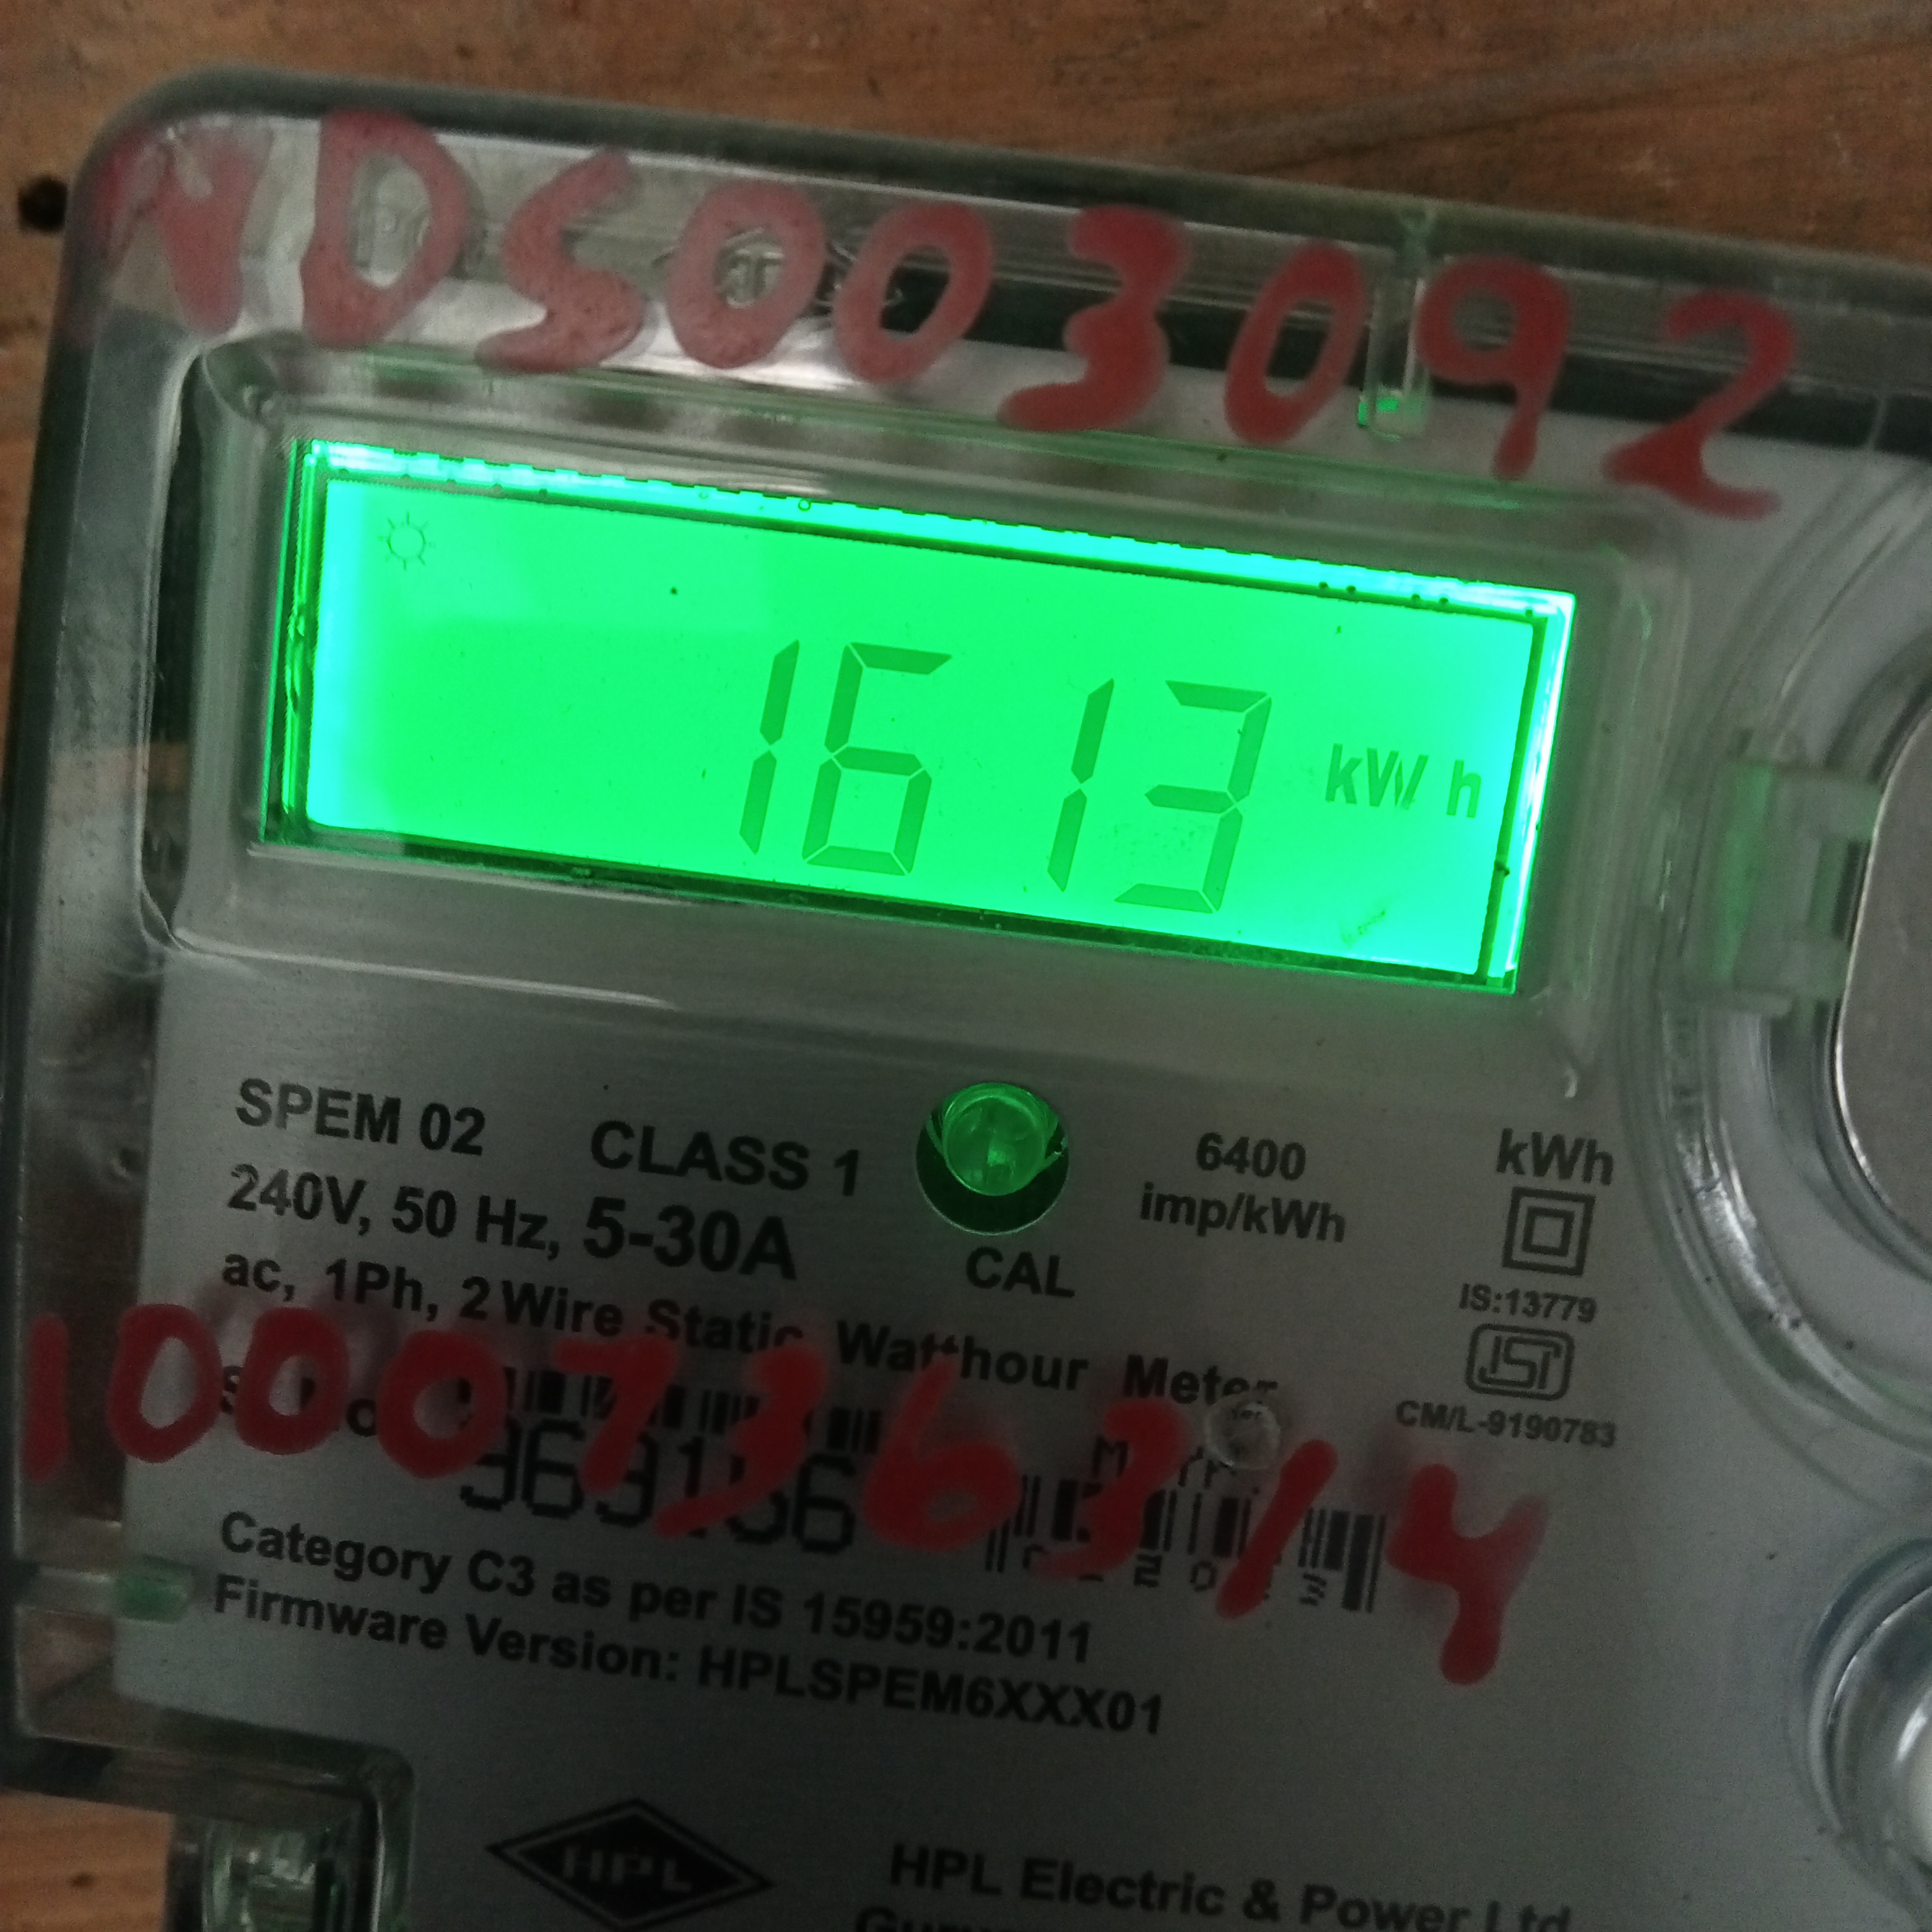 NDS003092
1613 kWh
SPEM 02 CLASS 1
6400 imp/kWh
kWh
240V, 50 Hz, 5-30A
CAL
ac, 1Ph, 2 Wire Static Watthour Meter
IS:13779
CM/L-9190783
1000736314
Category C3 as per IS 15959:2011
Firmware Version: HPLSPEM6XXX01
HPL
HPL Electric & Power Ltd